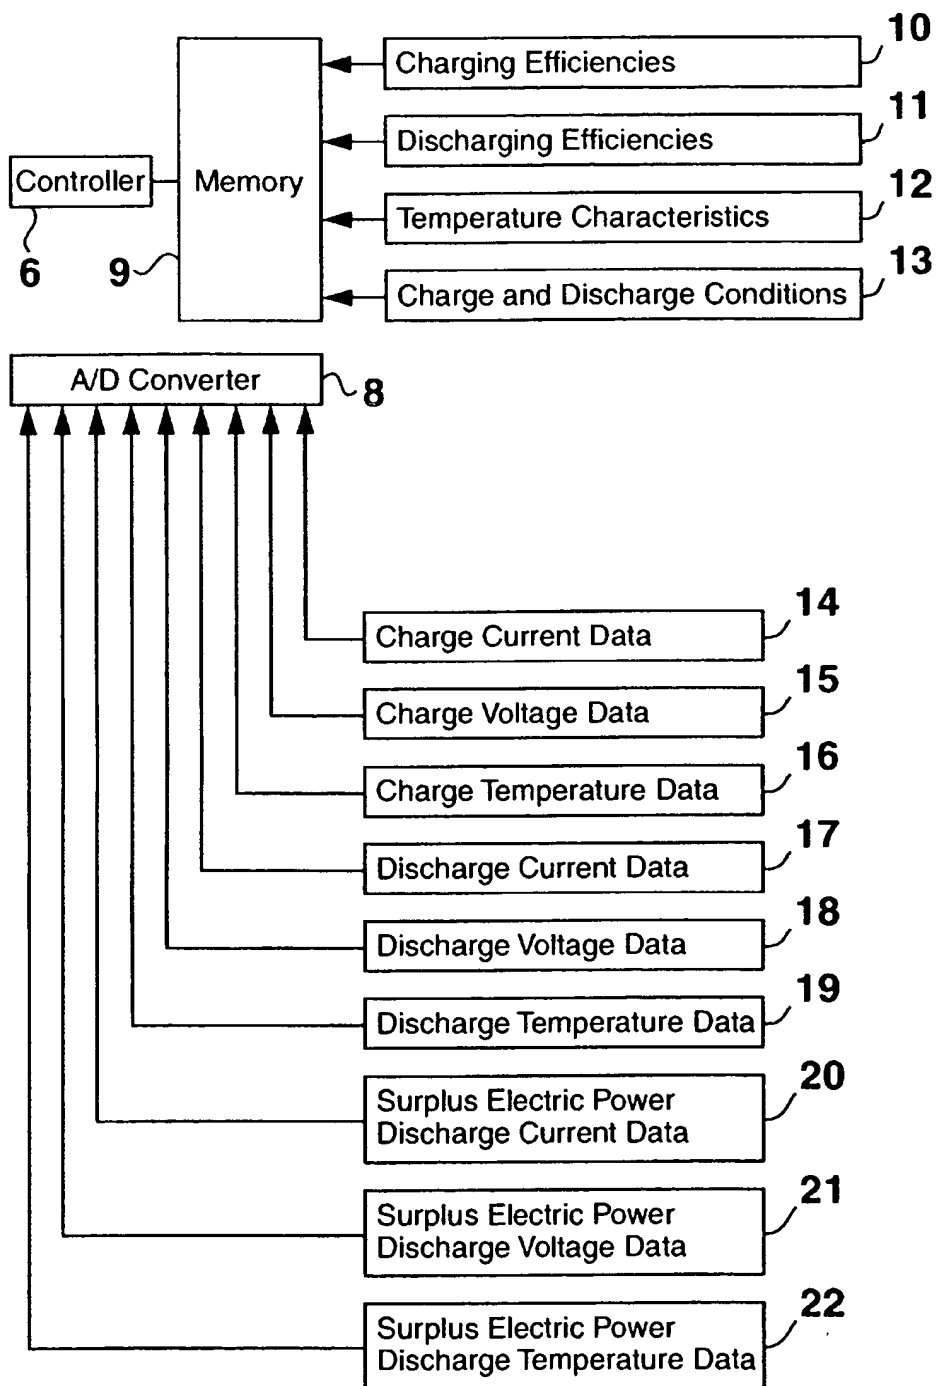 10
Charging Efficiencies
11
Discharging Efficiencies
Controller
Memory
12
Temperature Characteristics
6
9
13
Charge and Discharge Conditions
A/D Converter
8
14
Charge Current Data
15
Charge Voltage Data
16
Charge Temperature Data
17
Discharge Current Data
18
Discharge Voltage Data
19
Discharge Temperature Data
20
Surplus Electric Power
Discharge Current Data
21
Surplus Electric Power
Discharge Voltage Data
22
Surplus Electric Power
Discharge Temperature Data